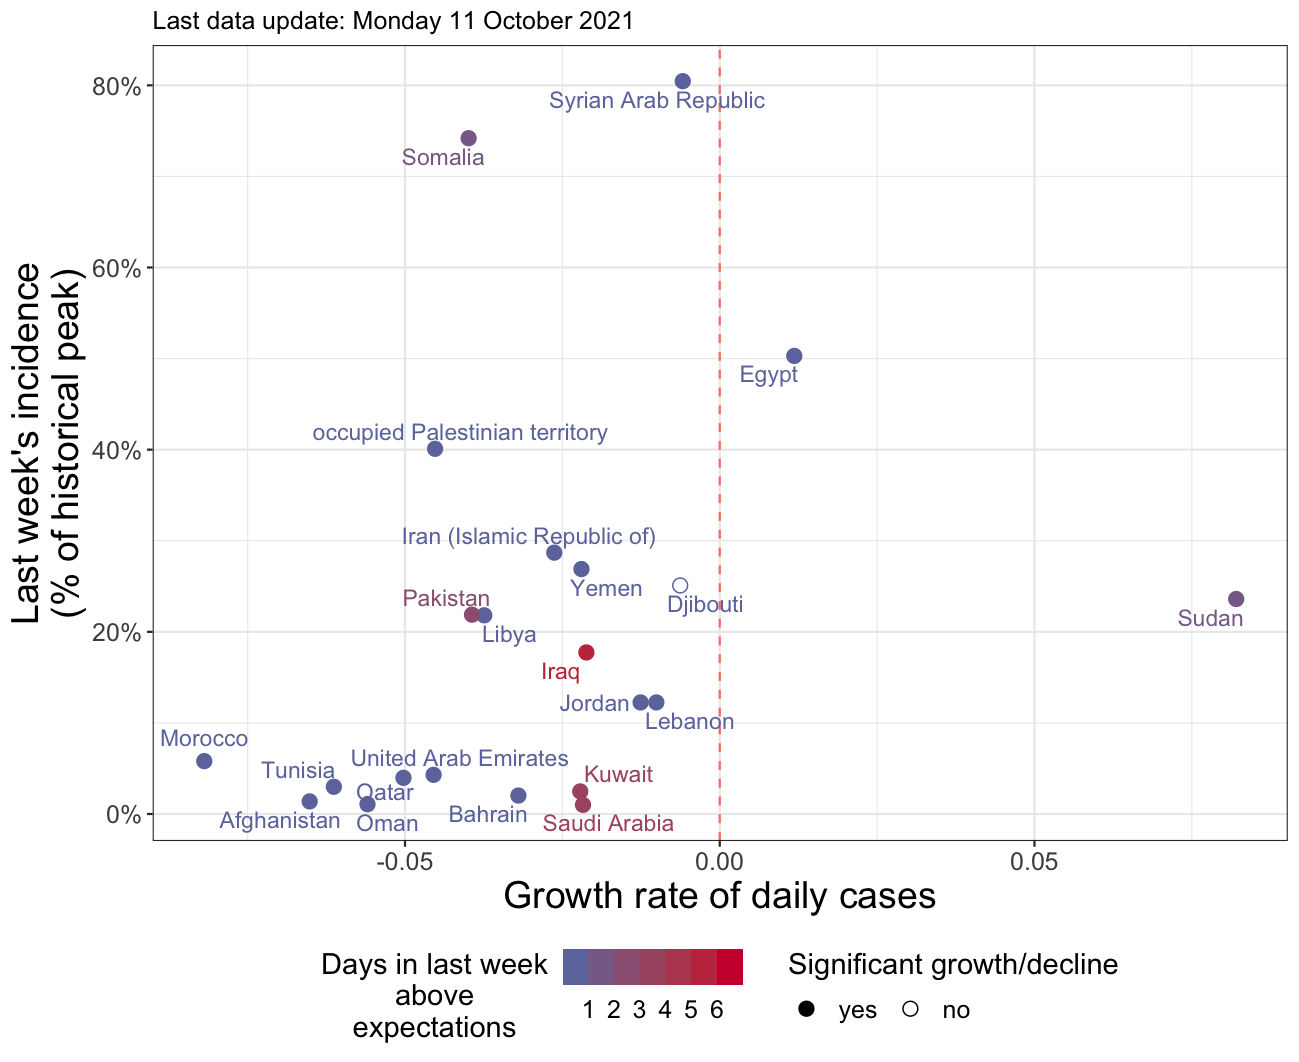 Last data update: Monday 11 October 2021
Last week's incidence
(% of historical peak)
80%
60%
40%
20%
0%
Syrian Arab Republic
Somalia
Egypt
occupied Palestinian territory
Iran (Islamic Republic of)
Yemen
Pakistan
Djibouti
Sudan
Libya
Iraq
Jordan
Lebanon
Morocco
United Arab Emirates
Tunisia
Kuwait
Qatar
Bahrain
Afghanistan
Oman
Saudi Arabia
-0.05
0.00
0.05
Growth rate of daily cases
Days in last week
above
expectations
1 2 3 4 5 6
Significant growth/decline
yes
no